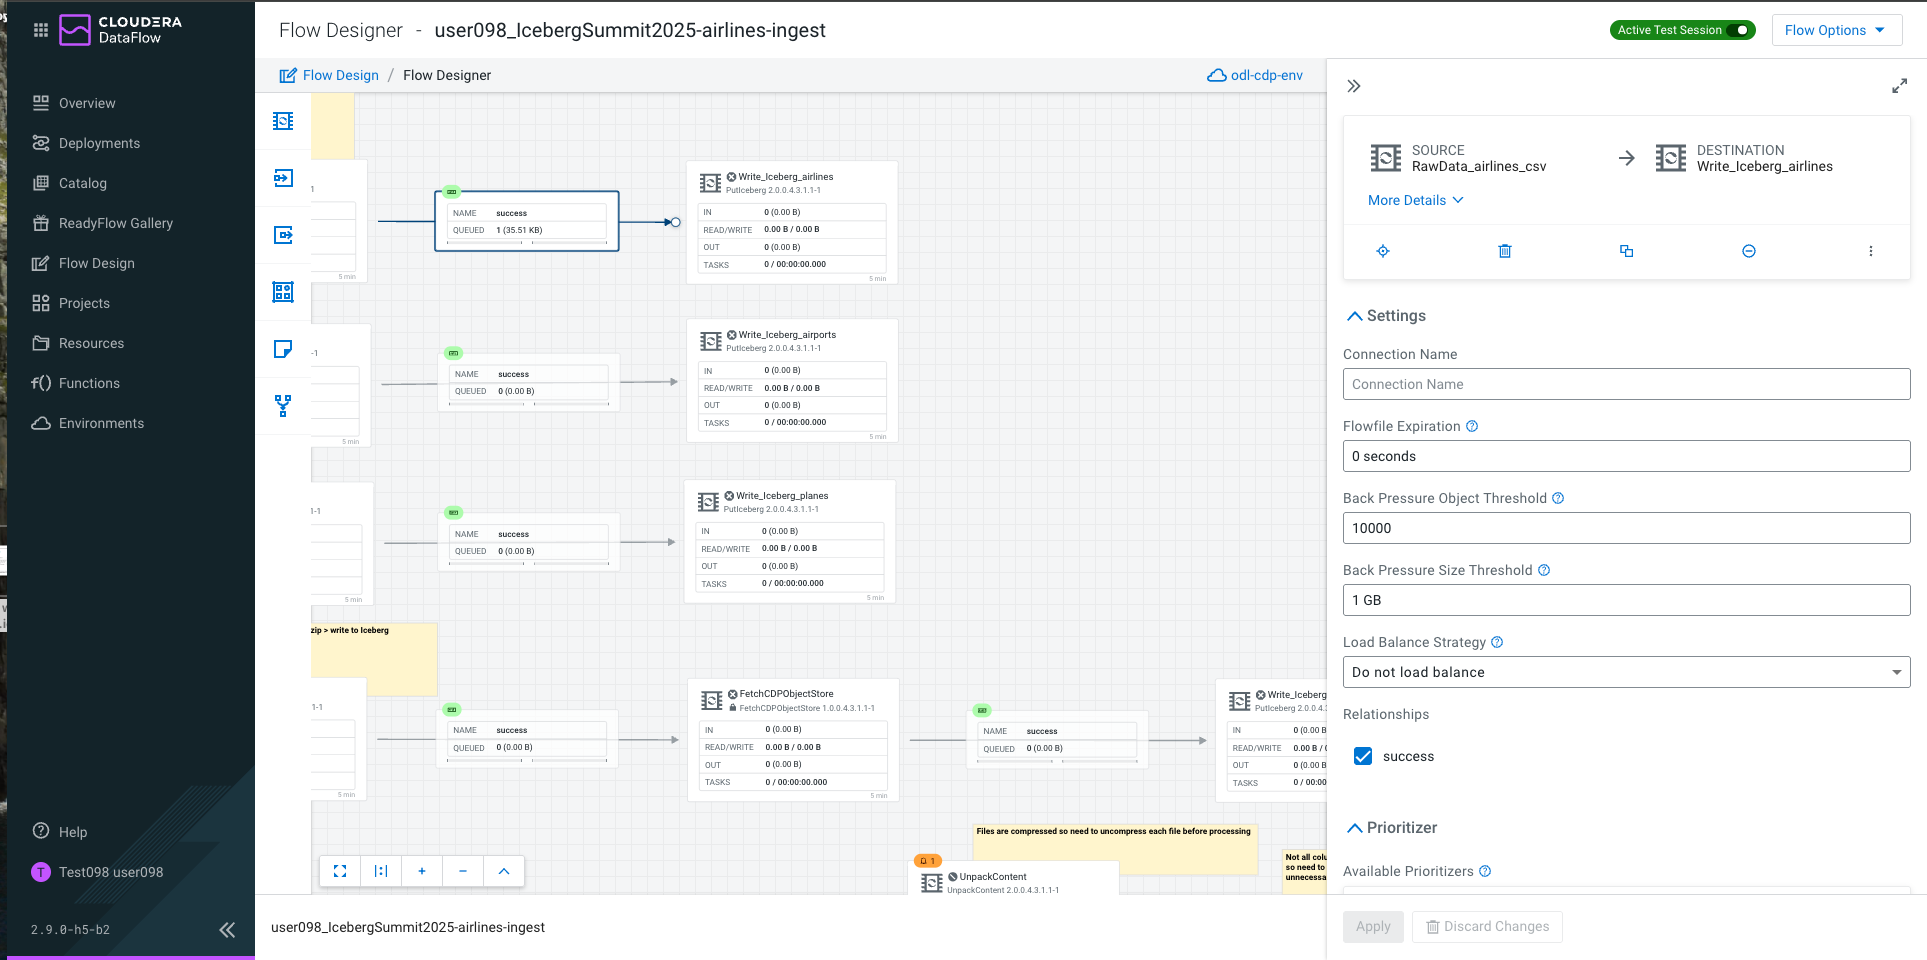 CLOUDERA
DataFlow
Overview
Deployments
Catalog
ReadyFlow Gallery
Flow Design
Projects
Resources
f() Functions
Environments
Help
T Test098 user098
2.9.0-h5-b2
Flow Designer - user098_IcebergSummit2025-airlines-ingest
Active Test Session
Flow Options
Flow Design / Flow Designer
odl-cdp-env
NAME success
QUEUED 1 (35.51 KB)
5 min
Write_Iceberg_airlines
PutIceberg 2.0.0.4.3.1.1-1
IN 0 (0.00 B)
READ/WRITE 0.00 B / 0.00 B
OUT 0 (0.00 B)
TASKS 0 / 00:00:00.000
5 min
-1
5 min
NAME success
QUEUED 0 (0.00 B)
Write_Iceberg_airports
PutIceberg 2.0.0.4.3.1.1-1
IN 0 (0.00 B)
READ/WRITE 0.00 B / 0.00 B
OUT 0 (0.00 B)
TASKS 0 / 00:00:00.000
5 min
1-1
5 min
NAME success
QUEUED 0 (0.00 B)
Write_Iceberg_planes
PutIceberg 2.0.0.4.3.1.1-1
IN 0 (0.00 B)
READ/WRITE 0.00 B / 0.00 B
OUT 0 (0.00 B)
TASKS 0 / 00:00:00.000
5 min
zip > write to Iceberg
1-1
5 min
NAME success
QUEUED 0 (0.00 B)
FetchCDPObjectStore
FetchCDPObjectStore 1.0.0.4.3.1.1-1
IN 0 (0.00 B)
READ/WRITE 0.00 B / 0.00 B
OUT 0 (0.00 B)
TASKS 0 / 00:00:00.000
5 min
NAME success
QUEUED 0 (0.00 B)
Write_Iceberg
PutIceberg 2.0.0.4.3
IN 0 (0.00 B
READ/WRITE 0.00 B / 0
OUT 0 (0.00 B
TASKS 0 / 00:00
Files are compressed so need to uncompress each file before processing
1
UnpackContent
UnpackContent 2.0.0.4.3.1.1-1
Not all colu
so need to
unnecessa
user098_IcebergSummit2025-airlines-ingest
SOURCE
RawData_airlines_csv
DESTINATION
Write_Iceberg_airlines
More Details
Settings
Connection Name
Connection Name
Flowfile Expiration
0 seconds
Back Pressure Object Threshold
10000
Back Pressure Size Threshold
1 GB
Load Balance Strategy
Do not load balance
Relationships
success
Prioritizer
Available Prioritizers
Apply
Discard Changes